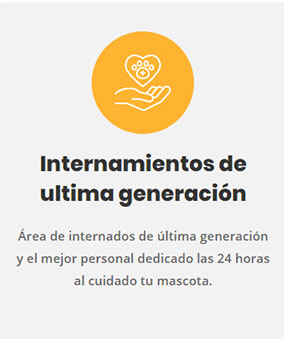 Internamientos de
ultima generación
Área de internados de última generación
y el mejor personal dedicado las 24 horas
al cuidado tu mascota.